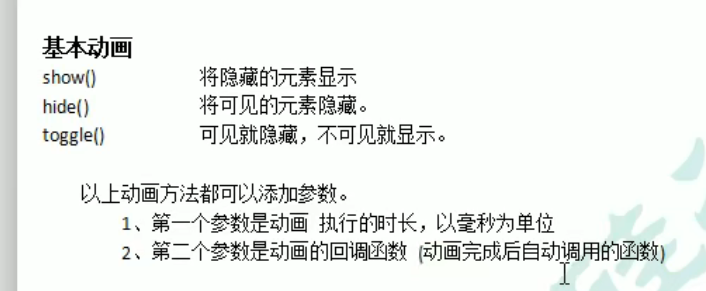 基本动画
show() 将隐藏的元素显示
hide() 将可见的元素隐藏。
toggle() 可见就隐藏，不可见就显示。
以上动画方法都可以添加参数。
1、第一个参数是动画 执行的时长，以毫秒为单位
2、第二个参数是动画的回调函数 (动画完成后自动调用的函数)